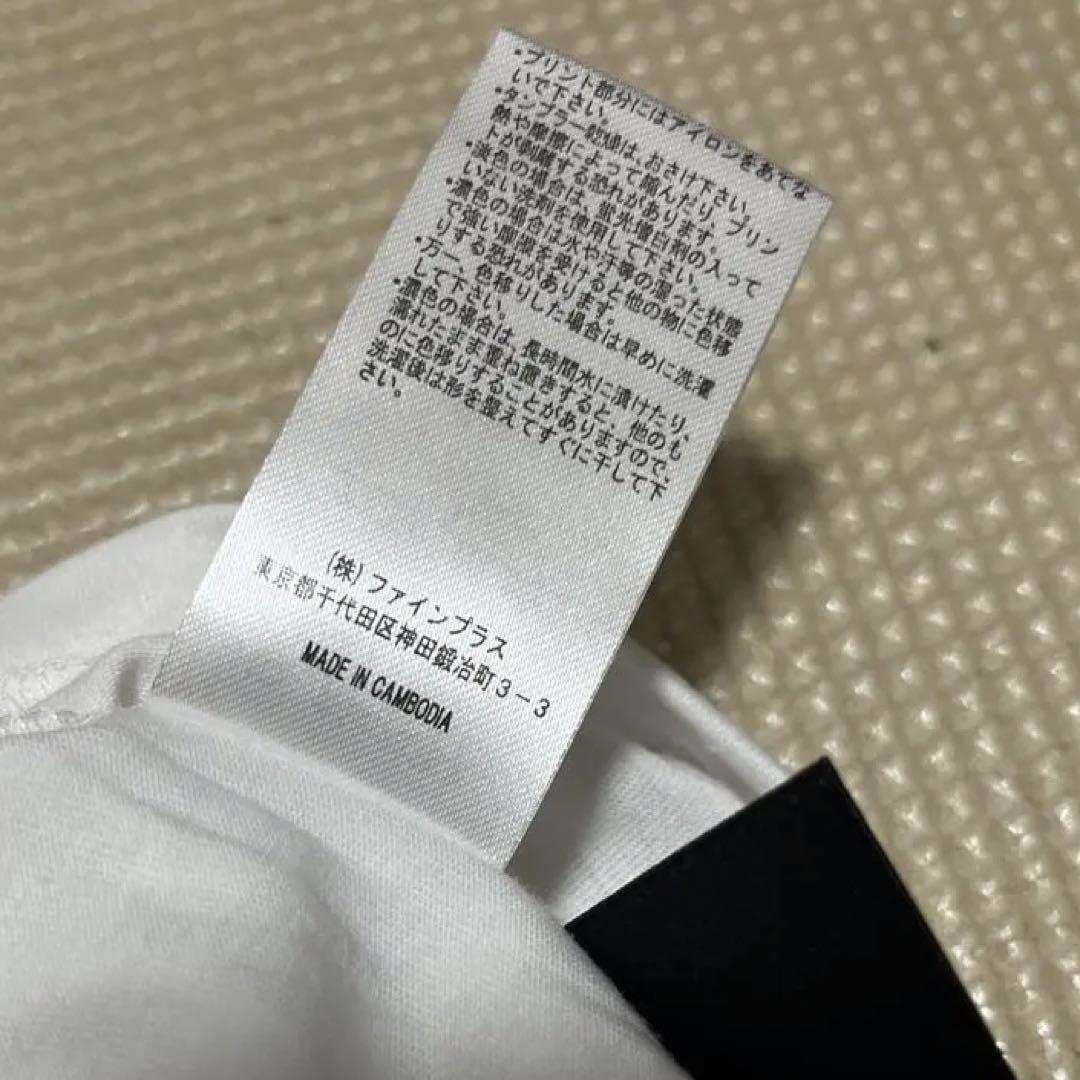 ・プリント部分にはアイロンをあてな
いで下さい。
・タンブラー乾燥は、おさけ下さい。
熱や摩擦によって縮んだり、プリン
トが剥離する恐れがあります。
・淡色の場合は、蛍光増白剤の入って
いない洗剤を使用して下さい。
・濃色の場合は水や汗等の湿った状態
で強い摩擦を受けると他の物に色移
りする恐れがあります。
・万一、色移りした場合は早めに洗濯
して下さい。
・濃色の場合は、長時間水に漬けたり、
濡れたまま重ね置きすると、他のも
のに色移りすることがありますので、
洗濯後は形を整えてすぐに干して下
さい。
(株)ファインプラス
東京都千代田区神田鍛冶町3-3
MADE IN CAMBODIA